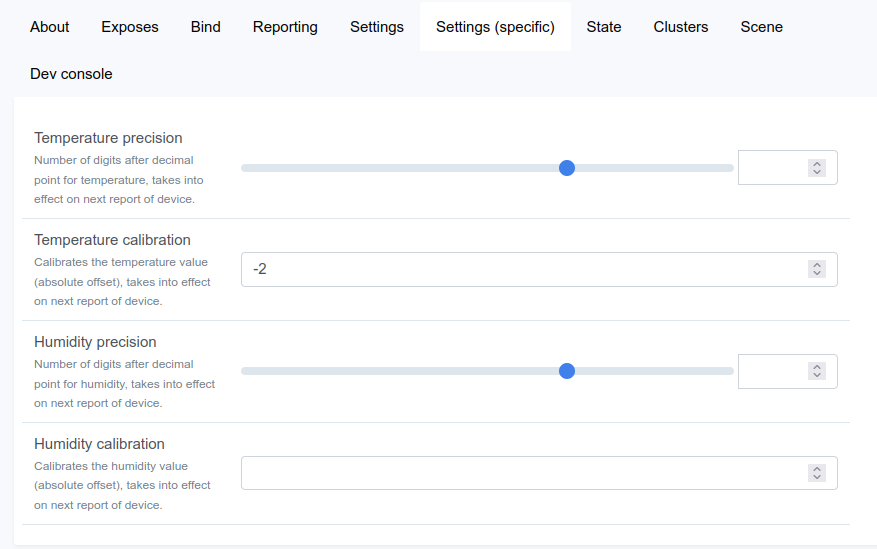 About Exposes Bind Reporting Settings Settings (specific) State Clusters Scene
Dev console
Temperature precision
Number of digits after decimal
point for temperature, takes into
effect on next report of device.
Temperature calibration
Calibrates the temperature value
(absolute offset), takes into effect
on next report of device.
-2
Humidity precision
Number of digits after decimal
point for humidity, takes into effect
on next report of device.
Humidity calibration
Calibrates the humidity value
(absolute offset), takes into effect
on next report of device.